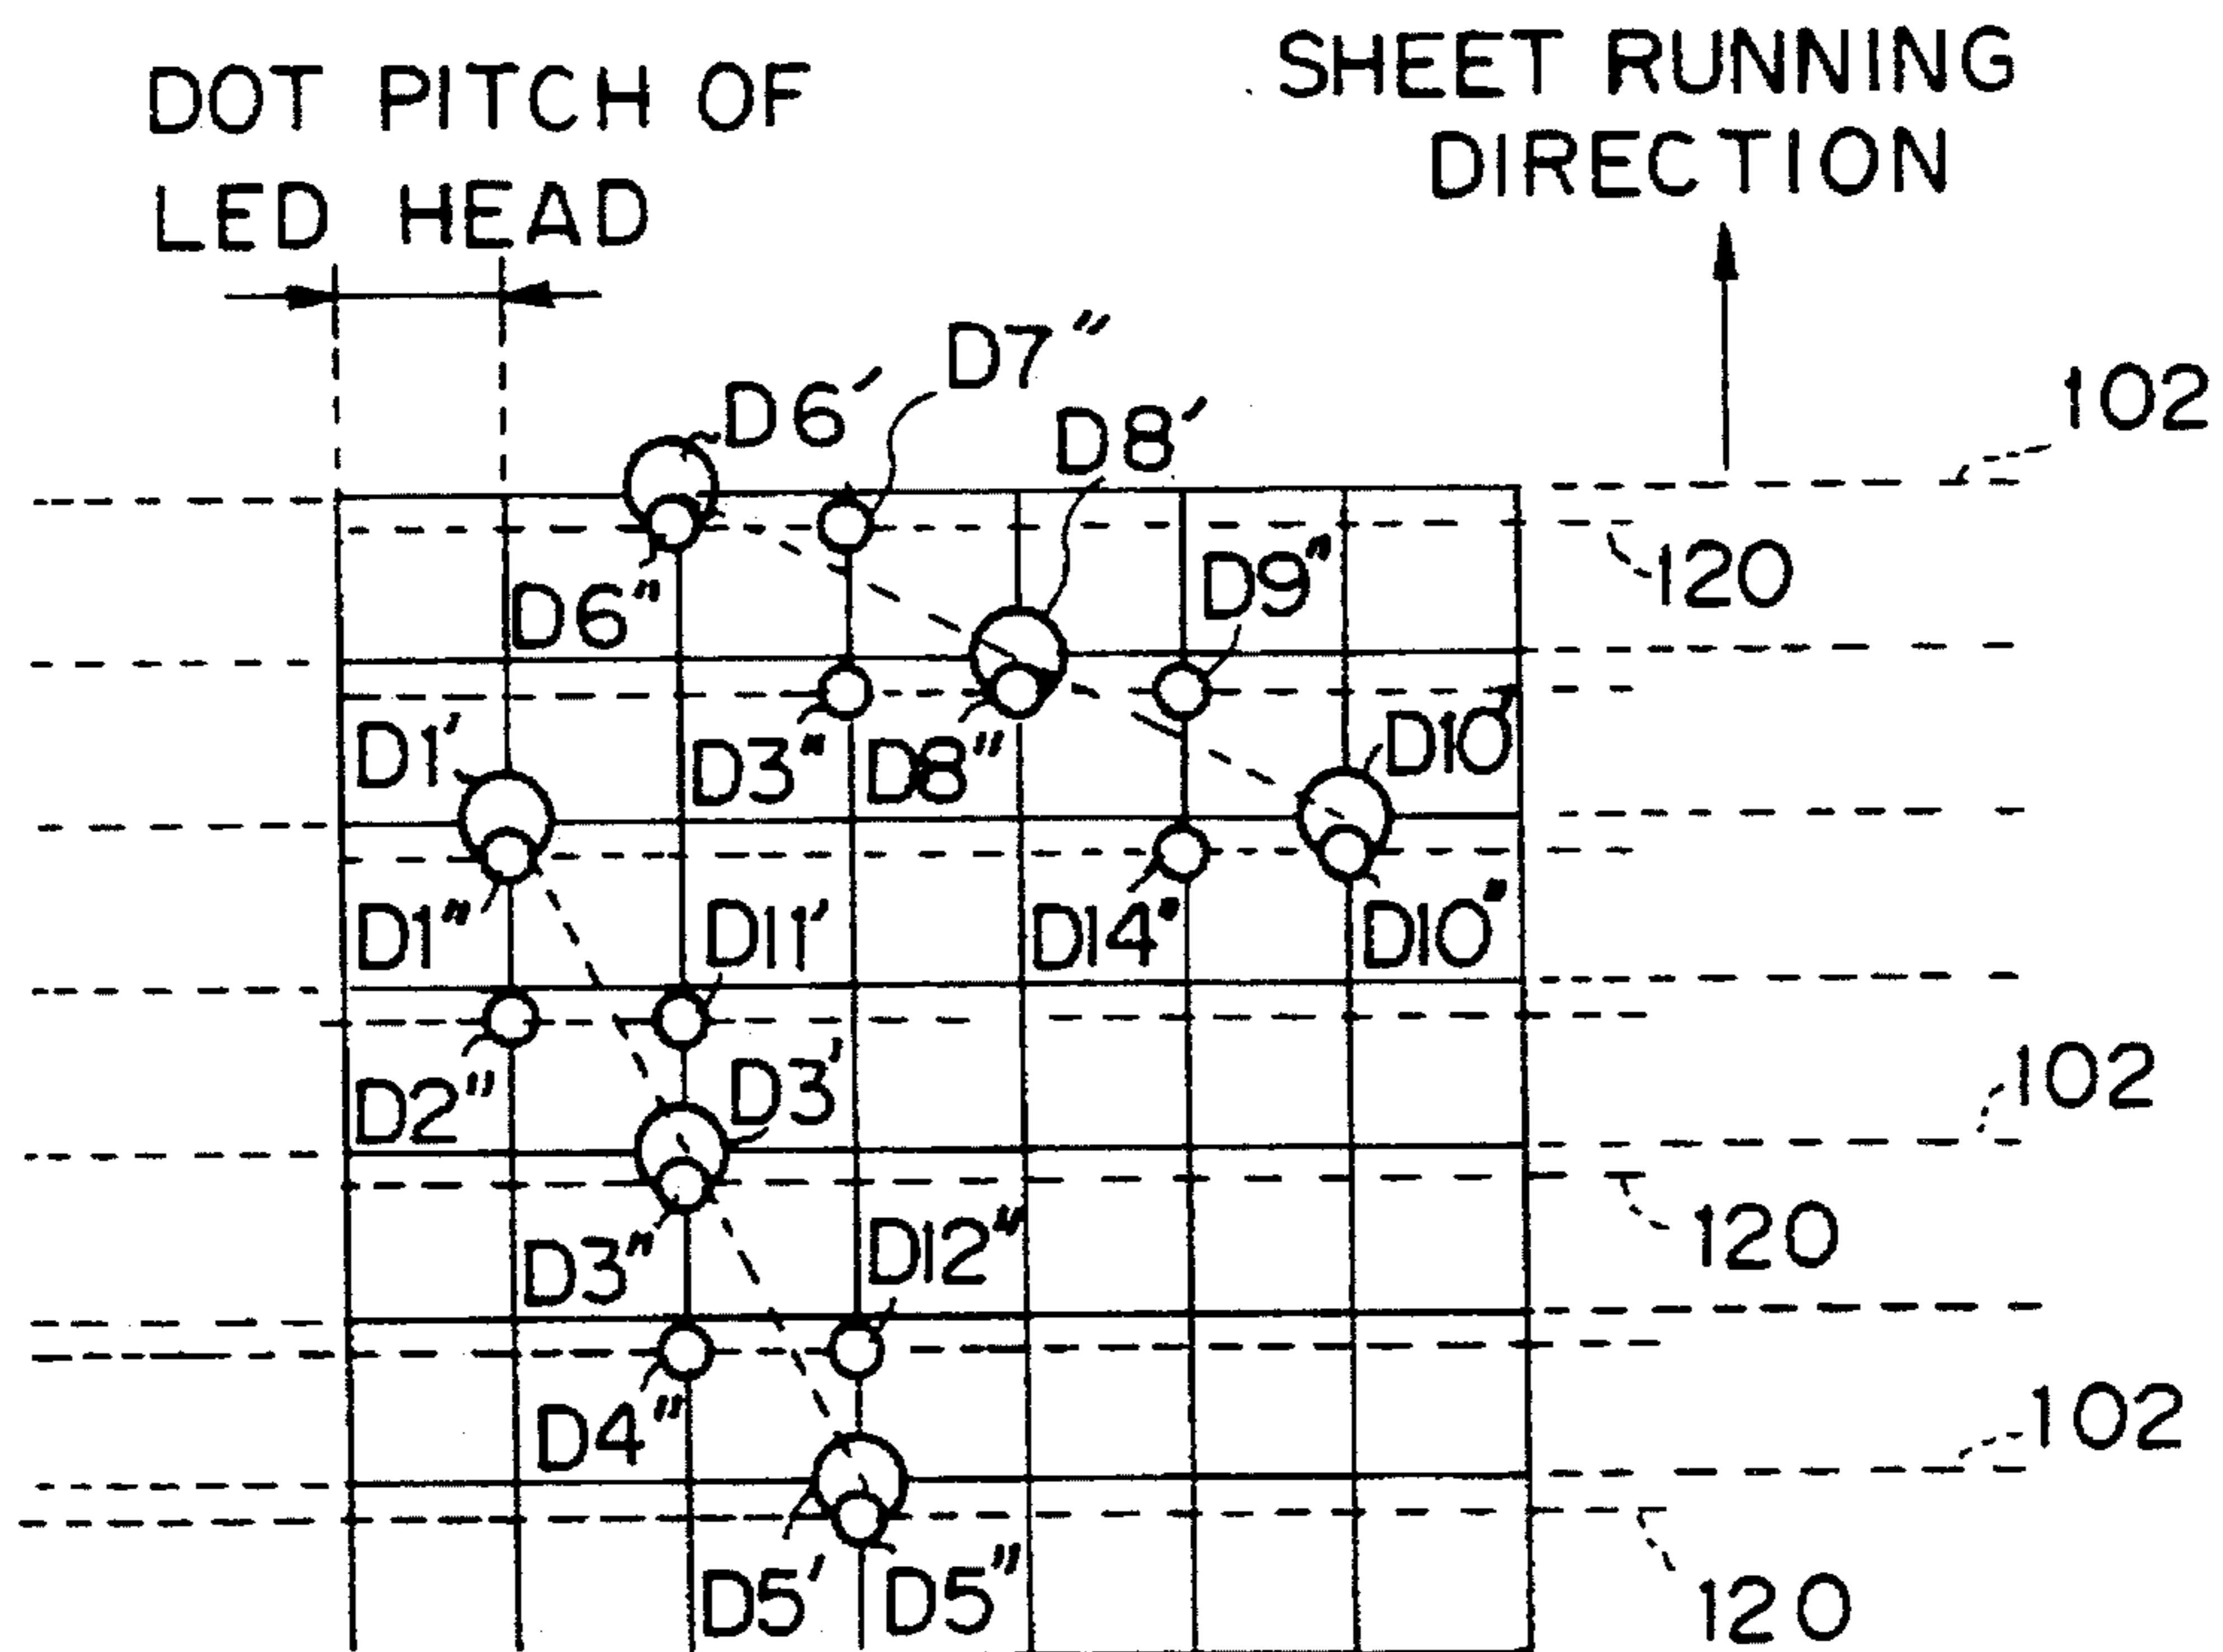 DOT PITCH OF
LED HEAD
SHEET RUNNING
DIRECTION
D7"
102
D6'
D8'
D9"
120
D6"
D1'
D3"
D8"
D10'
D1"
D11'
D14"
D10"
D2"
D3'
102
D3"
D12"
120
D4"
102
D5'
D5"
120